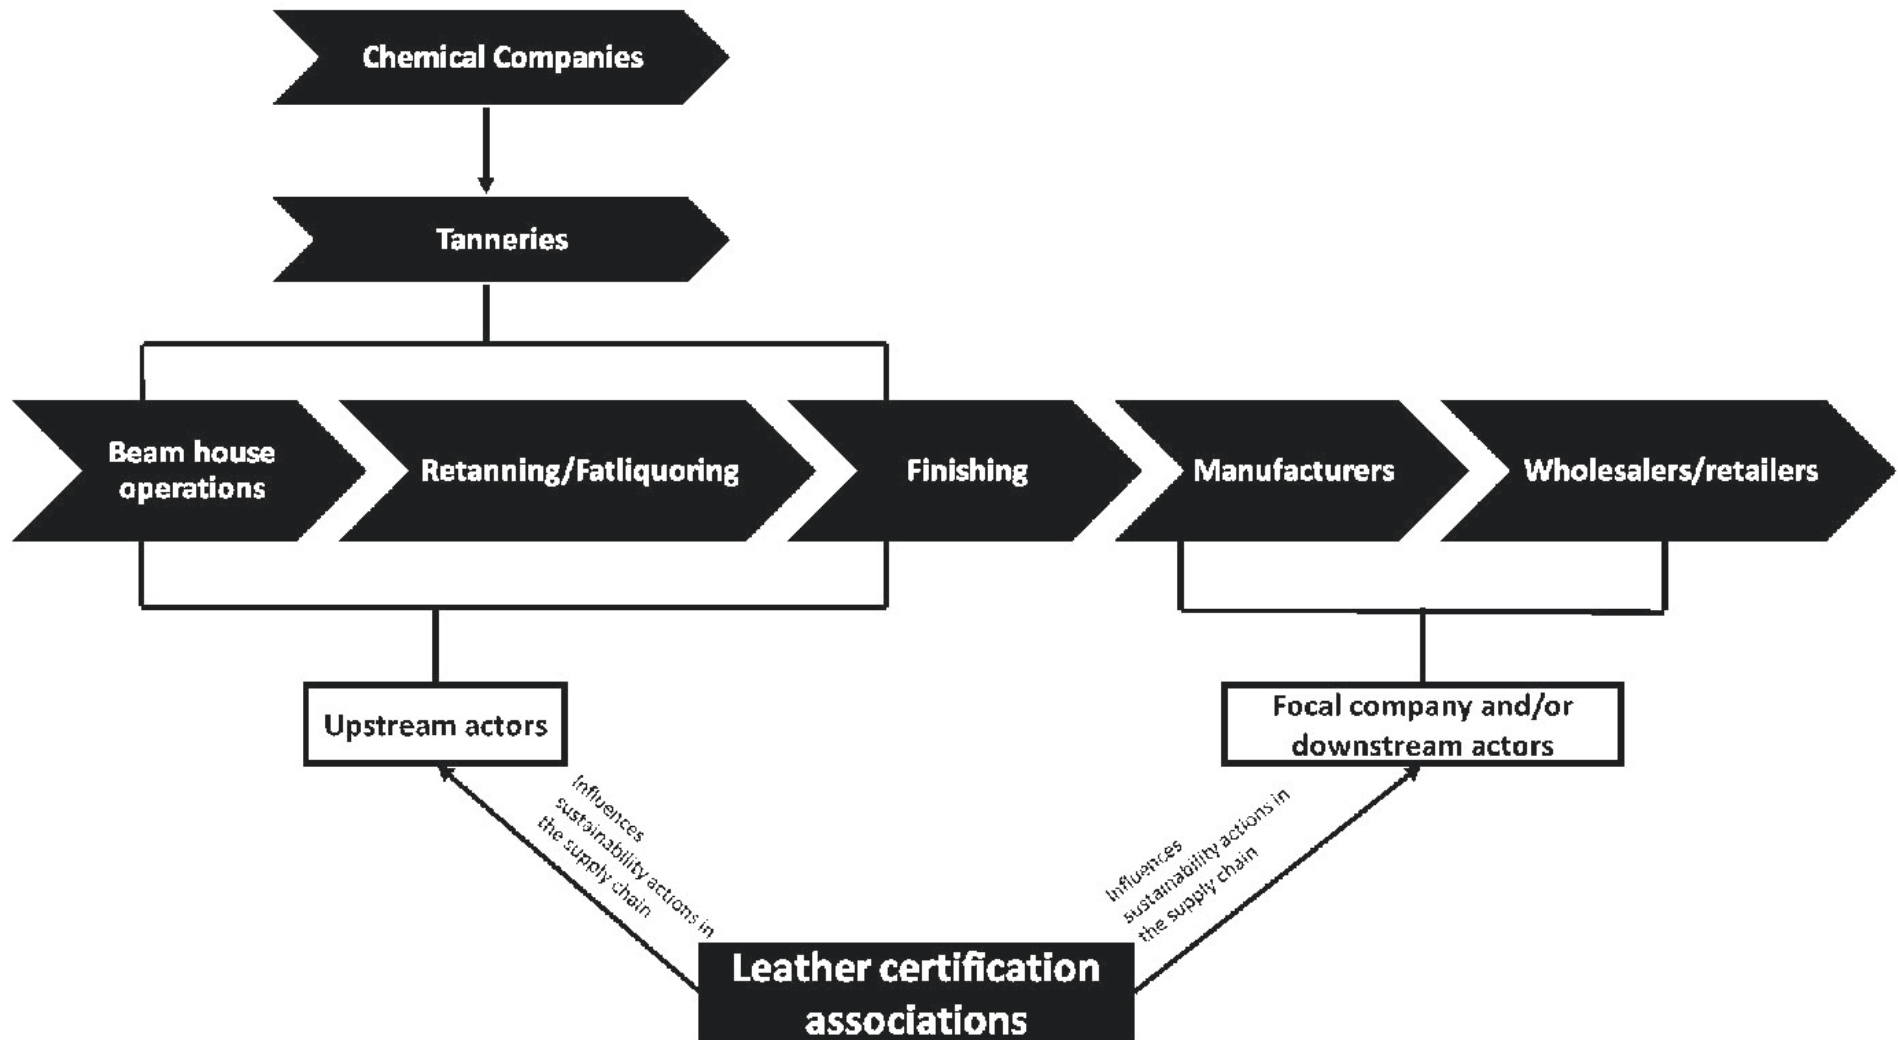 Chemical Companies
Tanneries
Beam house
operations
Retanning/Fatliquoring
Finishing
Manufacturers
Wholesalers/retailers
Upstream actors
Focal company and/or
downstream actors
Influences
sustainability actions in
the supply chain
Influences
sustainability actions in
the supply chain
Leather certification
associations